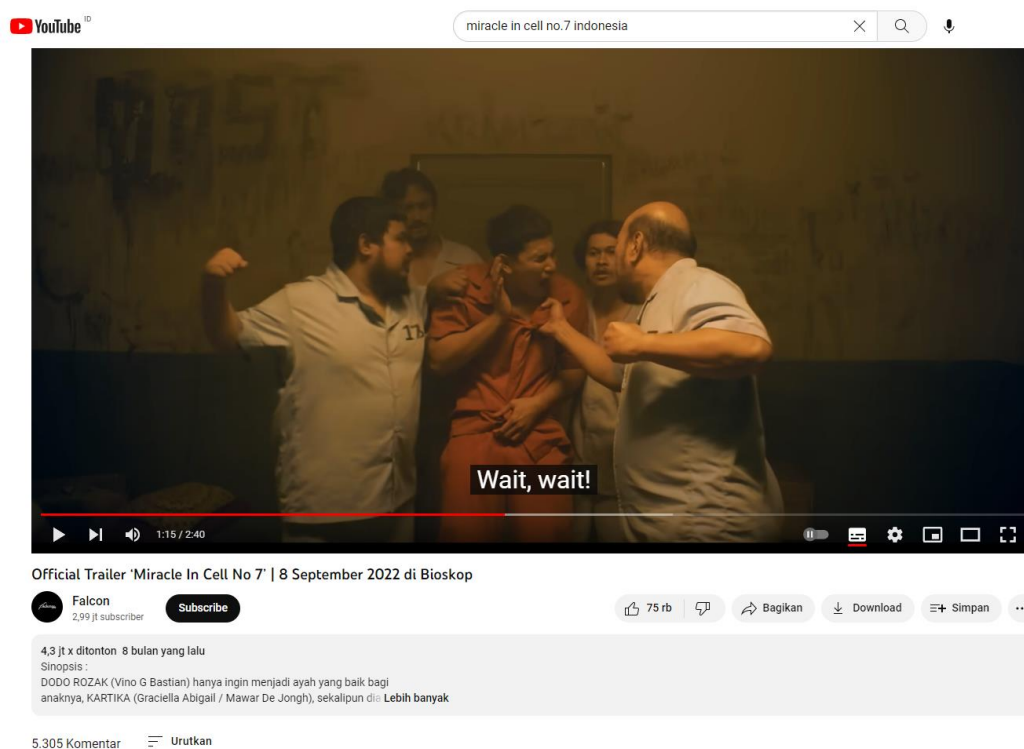 YouTube ID
miracle in cell no.7 indonesia
Wait, wait!
1:15 / 2:40
Official Trailer ‘Miracle In Cell No 7’ | 8 September 2022 di Bioskop
Falcon
2,99 jt subscriber
Subscribe
75 rb
Bagikan
Download
Simpan
4,3 jt x ditonton 8 bulan yang lalu
Sinopsis :
DODO ROZAK (Vino G Bastian) hanya ingin menjadi ayah yang baik bagi
anaknya, KARTIKA (Graciella Abigail / Mawar De Jongh), sekalipun dia Lebih banyak
5.305 Komentar
Urutkan